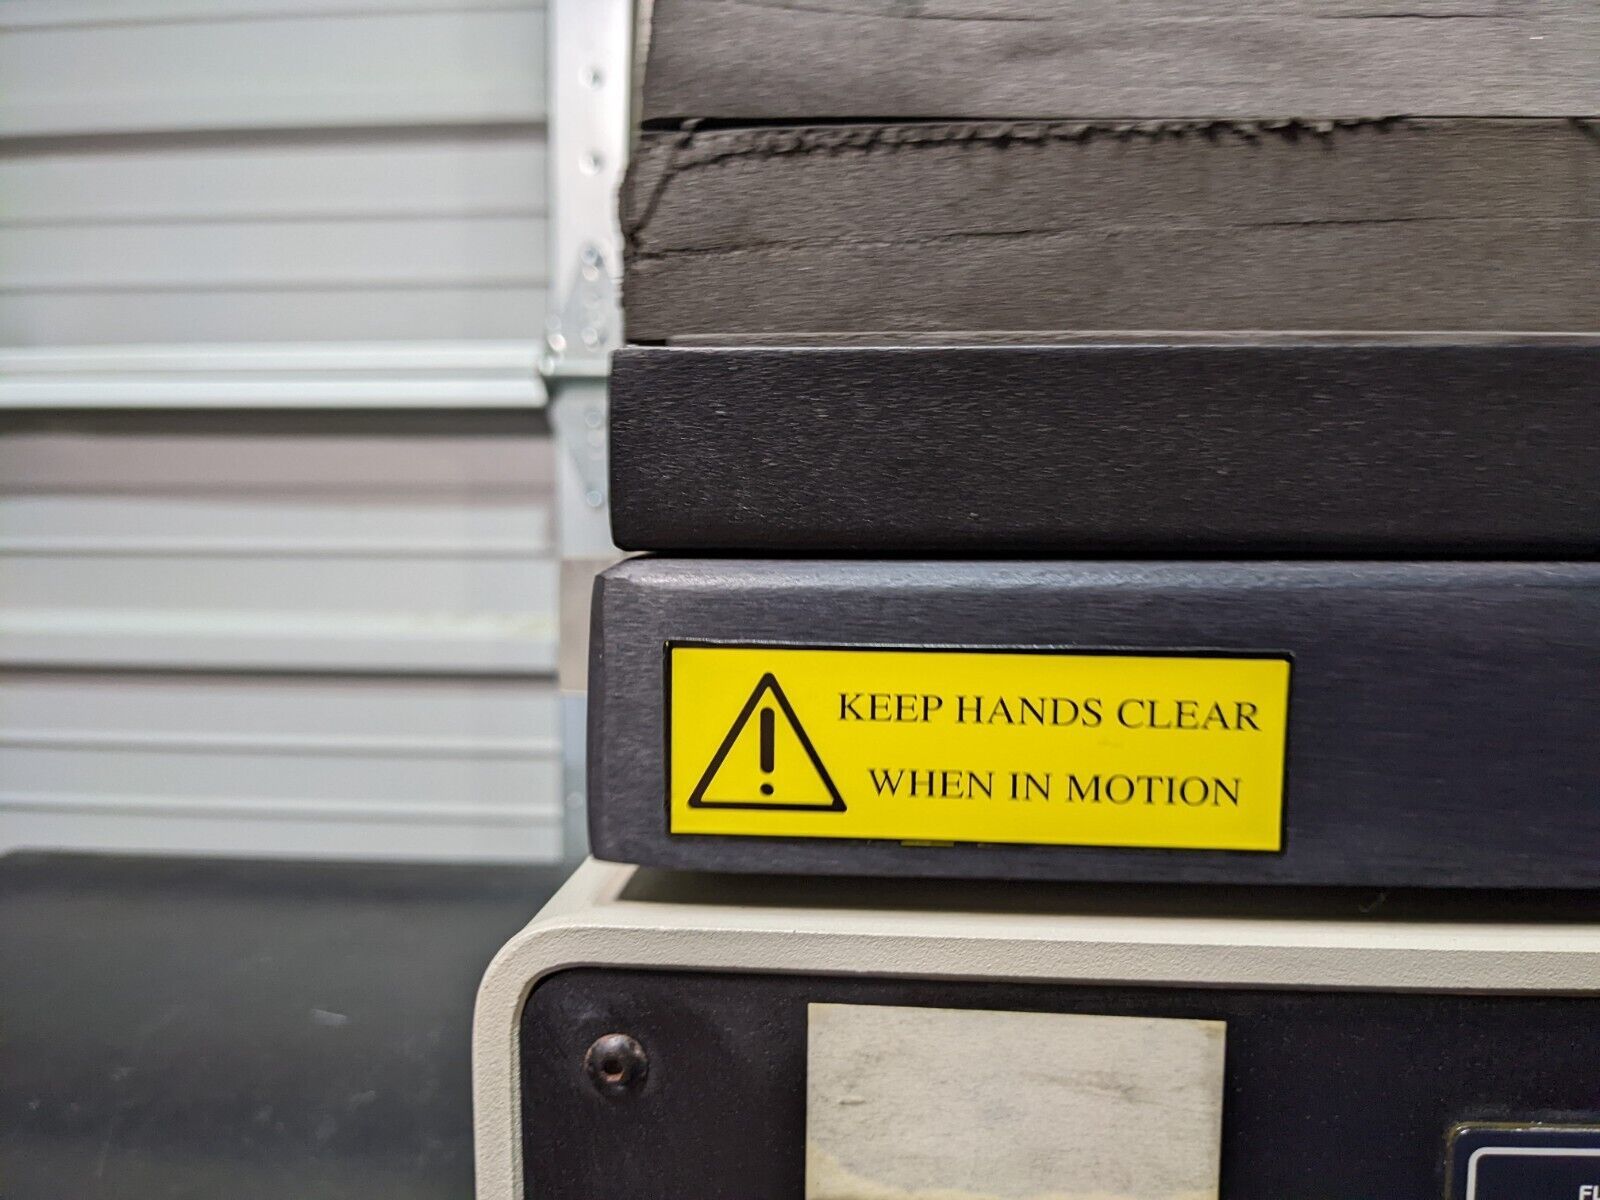 KEEP HANDS CLEAR
WHEN IN MOTION